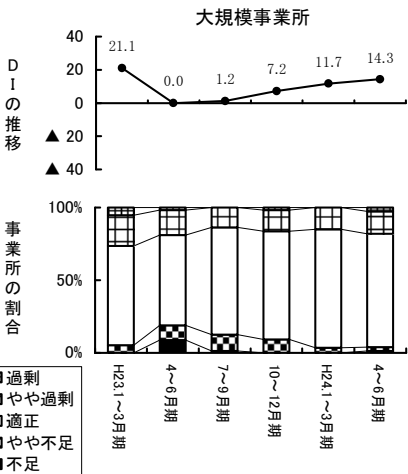 大規模事業所
DIの推移
40
20
0
▲ 20
▲ 40
21.1
0.0
1.2
7.2
11.7
14.3
事業所の割合
100%
50%
0%
H23.1～3月期
4～6月期
7～9月期
10～12月期
H24.1～3月期
4～6月期
過剰
やや過剰
適正
やや不足
不足